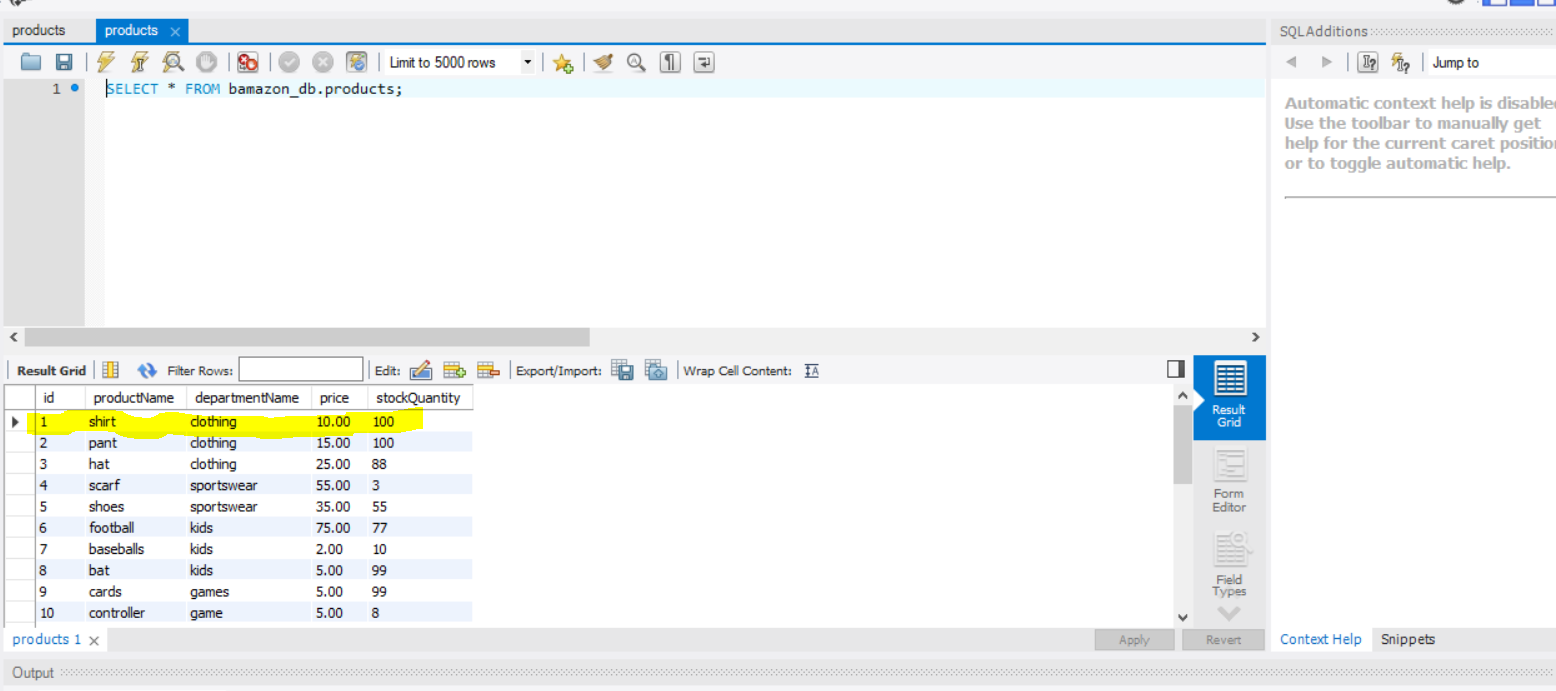 products products SQLAdditions
Limit to 5000 rows Jump to
1 SELECT * FROM bamazon_db.products;
Automatic context help is disabled
Use the toolbar to manually get
help for the current caret position
or to toggle automatic help.
Result Grid Filter Rows: Edit: Export/Import: Wrap Cell Content:
id productName departmentName price stockQuantity
1 shirt clothing 10.00 100
2 pant clothing 15.00 100
3 hat clothing 25.00 88
4 scarf sportswear 55.00 3
5 shoes sportswear 35.00 55
6 football kids 75.00 77
7 baseballs kids 2.00 10
8 bat kids 5.00 99
9 cards games 5.00 99
10 controller game 5.00 8
Result
Grid
Form
Editor
Field
Types
products 1 Apply Revert Context Help Snippets
Output